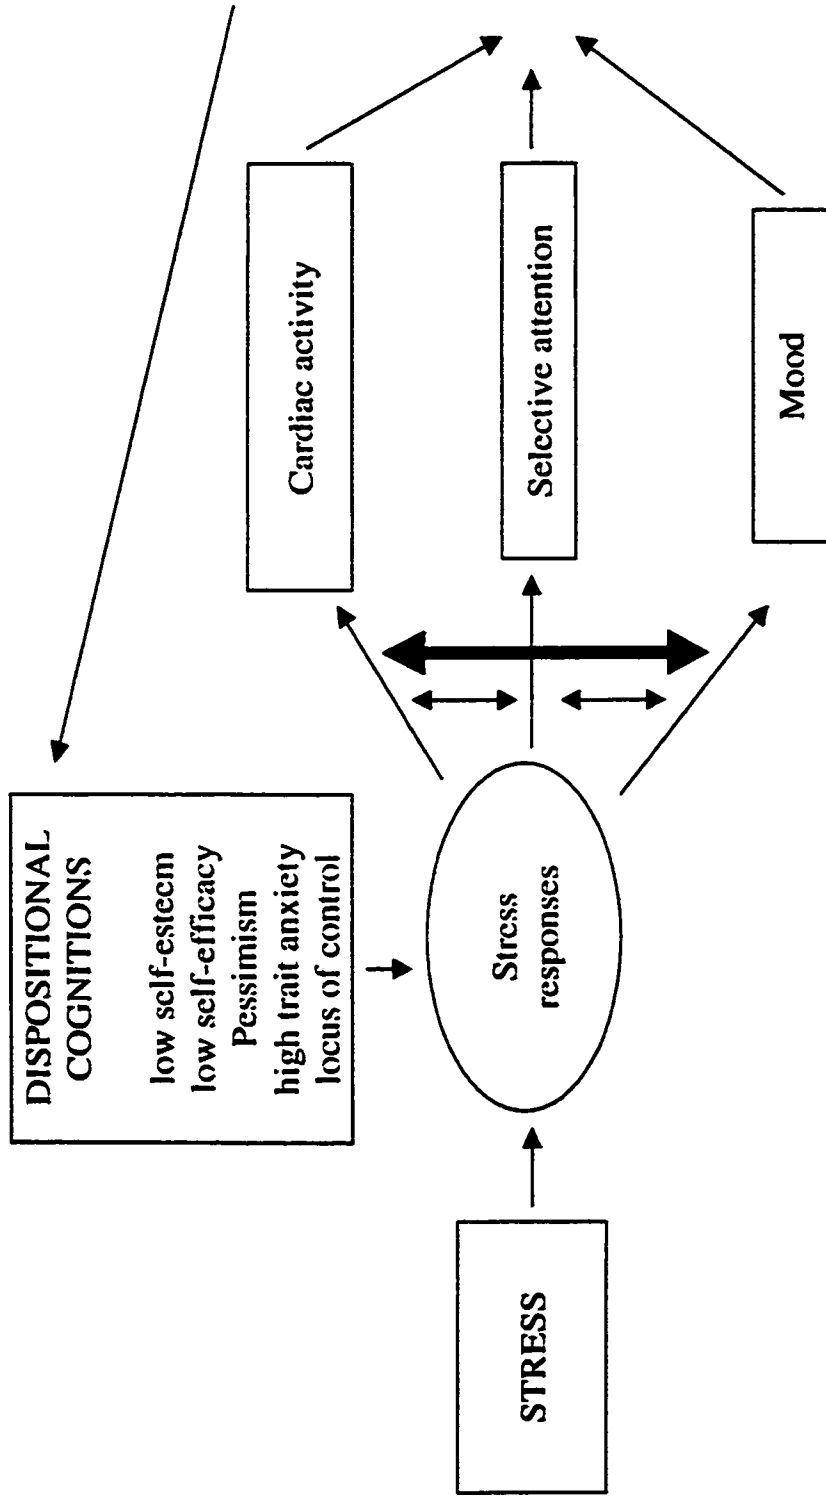 DISPOSITIONAL
COGNITIONS
low self-esteem
low self-efficacy
Pessimism
high trait anxiety
locus of control
STRESS
Stress
responses
Cardiac activity
Selective attention
Mood